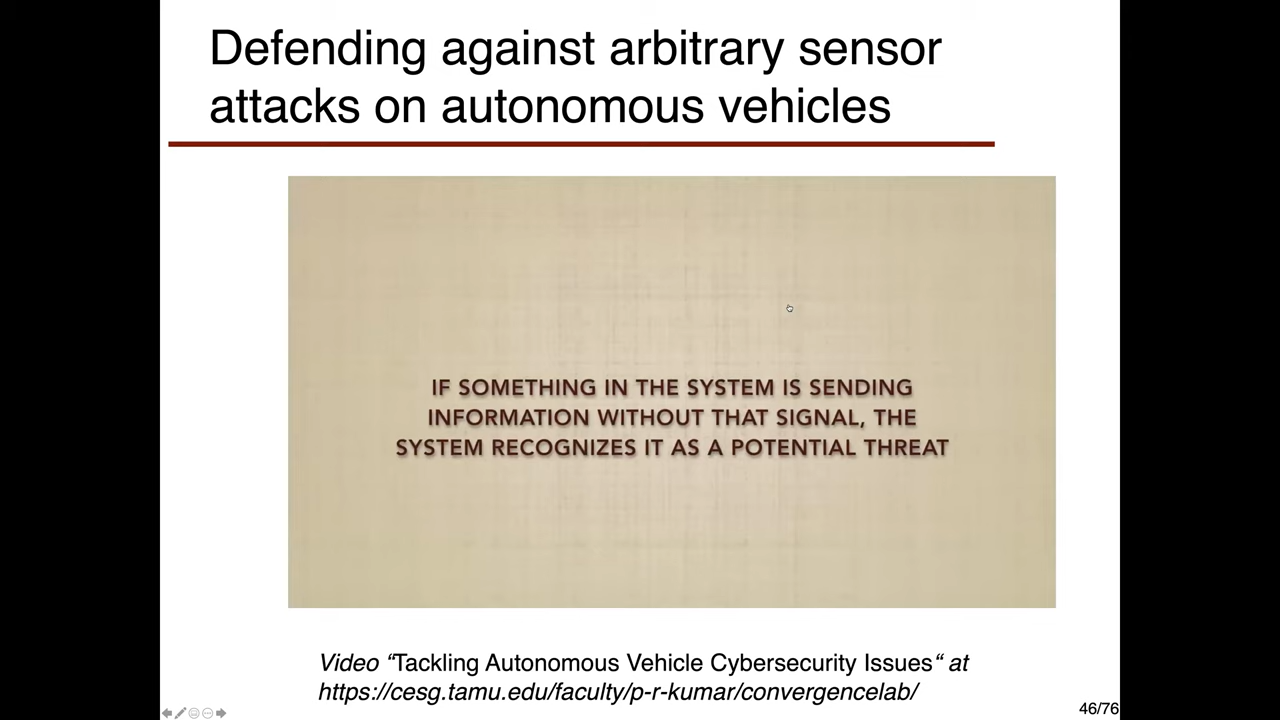 Defending against arbitrary sensor
attacks on autonomous vehicles
IF SOMETHING IN THE SYSTEM IS SENDING
INFORMATION WITHOUT THAT SIGNAL, THE
SYSTEM RECOGNIZES IT AS A POTENTIAL THREAT
Video “Tackling Autonomous Vehicle Cybersecurity Issues“ at
https://cesg.tamu.edu/faculty/p-r-kumar/convergencelab/
46/76